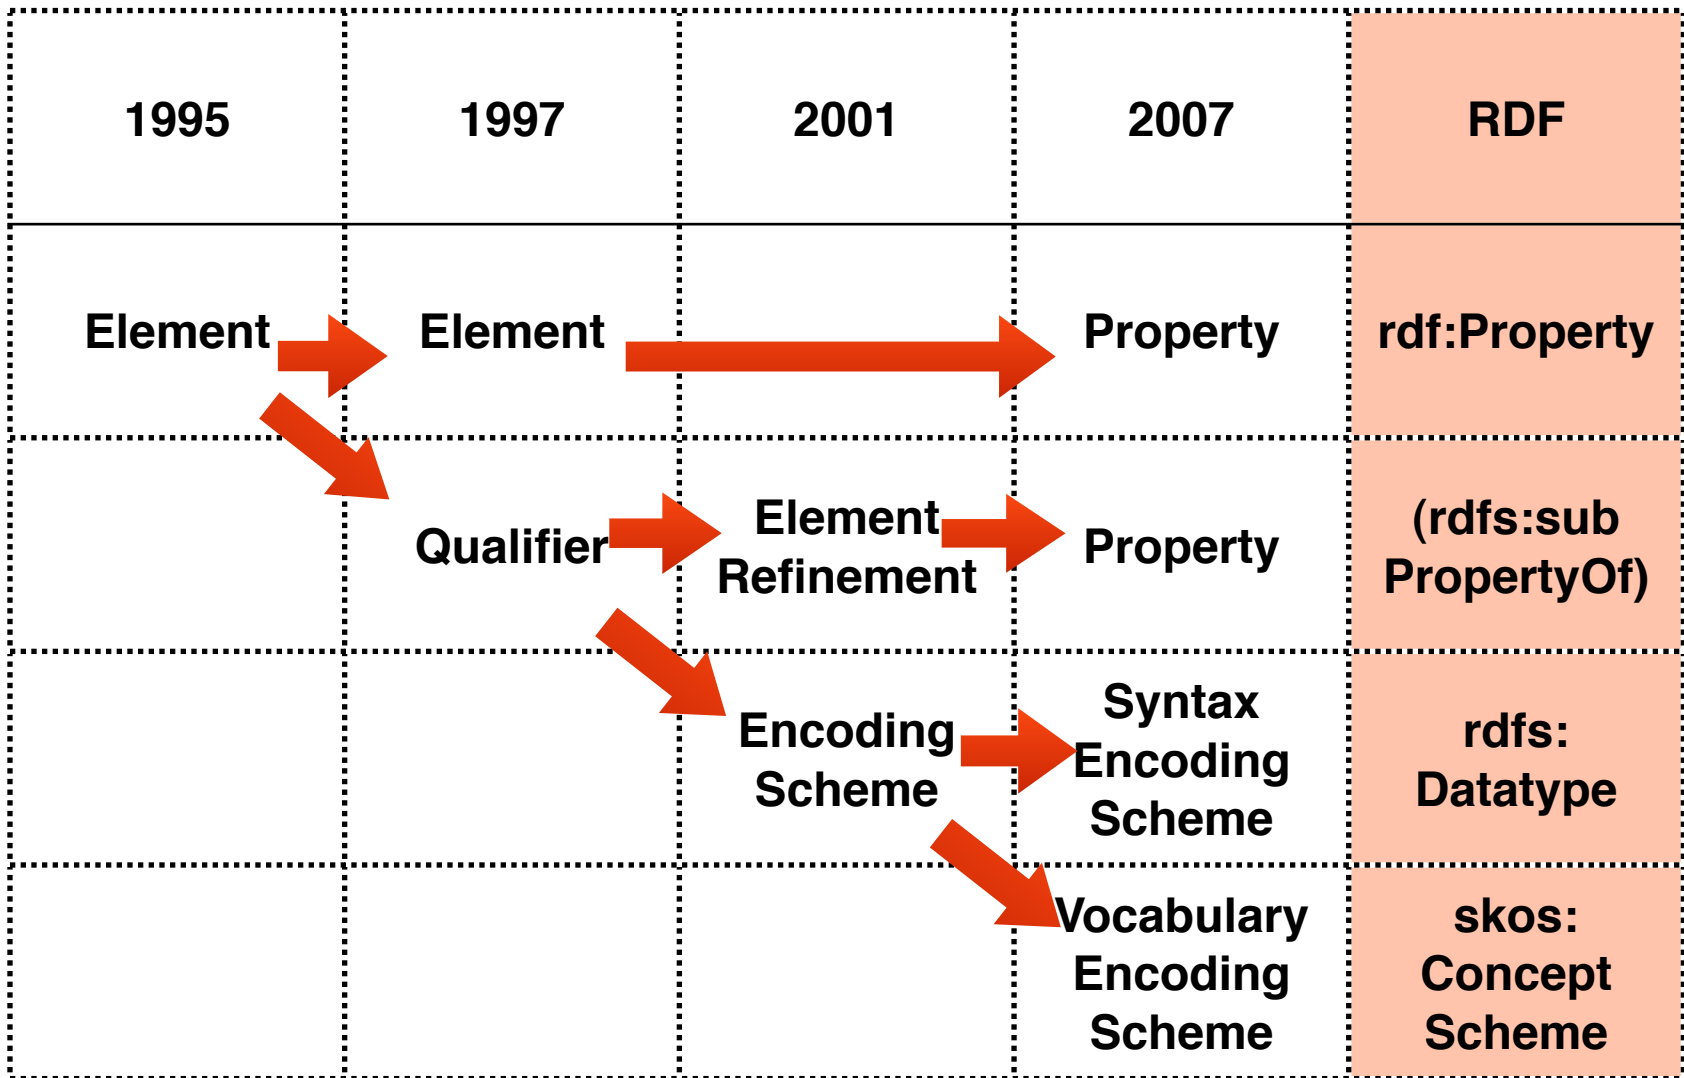 1995 1997 2001 2007 RDF
Element Element Property rdf:Property
Qualifier
Element
Refinement
Property
(rdfs:sub
PropertyOf)
Encoding
Scheme
Syntax
Encoding
Scheme
rdfs:
Datatype
Vocabulary
Encoding
Scheme
skos:
Concept
Scheme